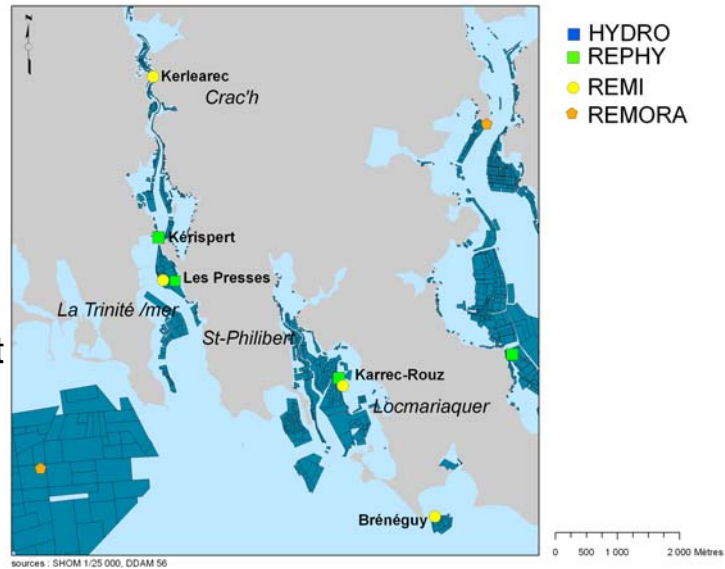 HYDRO
REPHY
REMI
REMORA
Kerlearec
Crac'h
Kérispert
Les Presses
La Trinité /mer
St-Philibert
t
Karrec-Rouz
Locmariaquer
Brénéguy
0 500 1 000 2 000 Mètres
sources : SHOM 1/25 000, DDAM 56